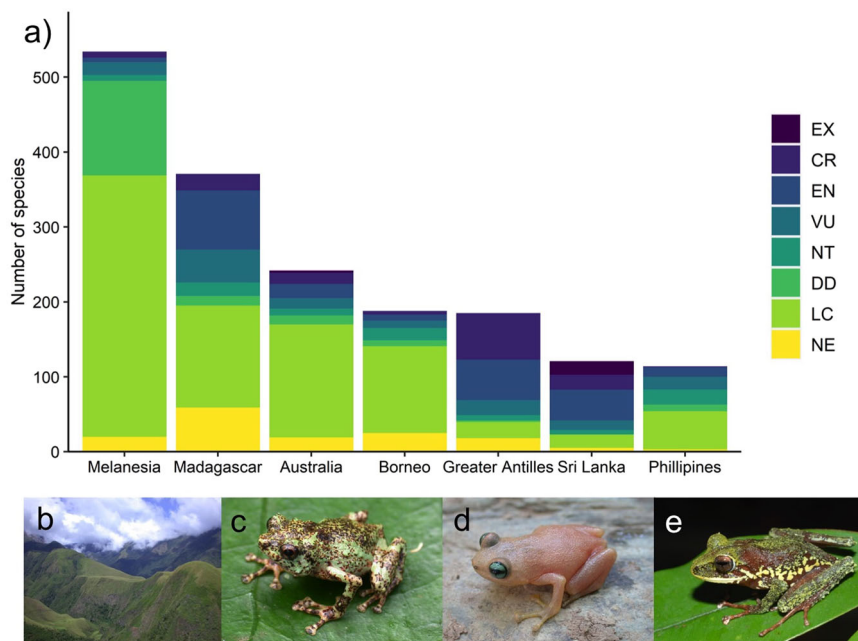 a)
Number of species
500
400
300
200
100
0
Melanesia Madagascar Australia Borneo Greater Antilles Sri Lanka Phillipines
EX
CR
EN
VU
NT
DD
LC
NE
b c d e